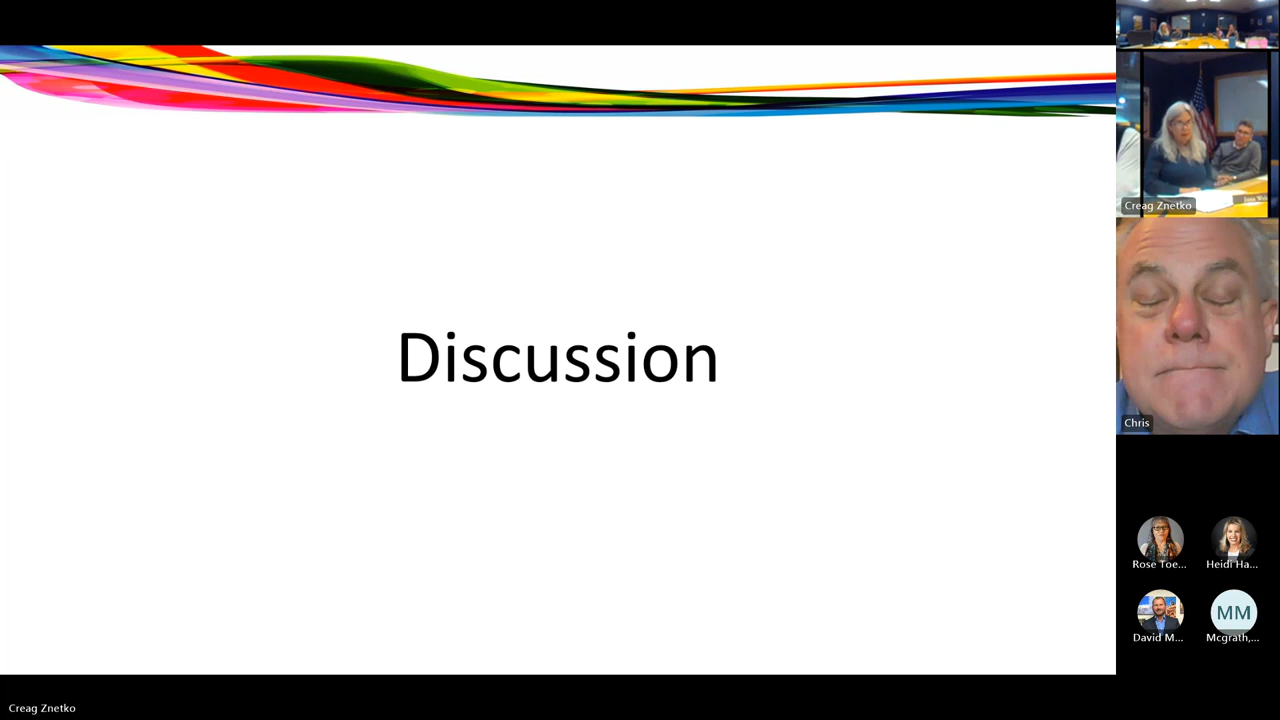 Discussion
Creag Znetko
Chris
Rose Toe...
Heidi Ha...
David M...
MM
Mcgrath,...
Creag Znetko